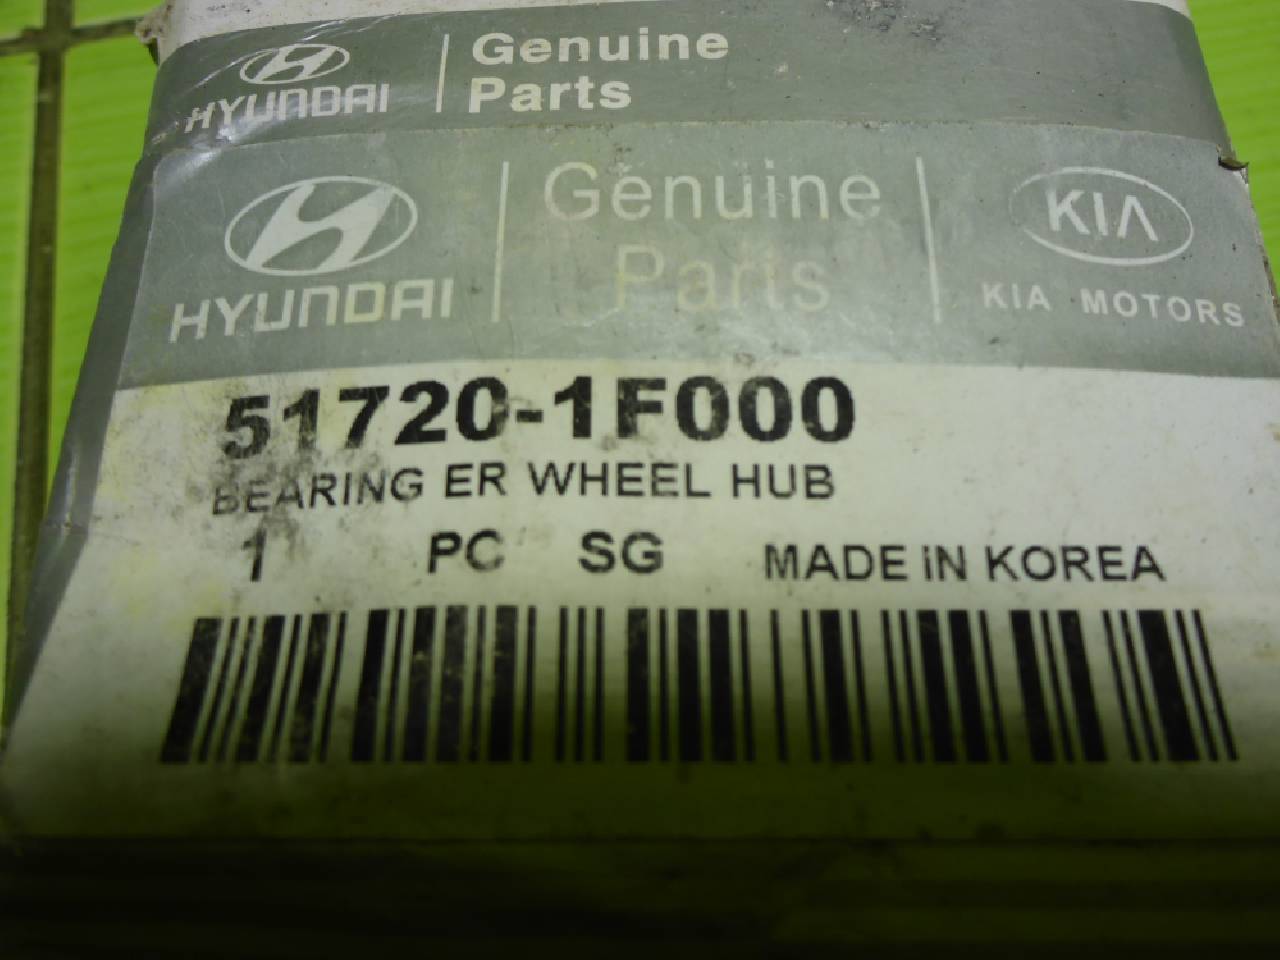 HYUNDAI
Genuine
Parts
HYUNDAI
Genuine
Parts
KIA
KIA MOTORS
51720-1F000
BEARING ER WHEEL HUB
1 PC SG MADE iN KOREA